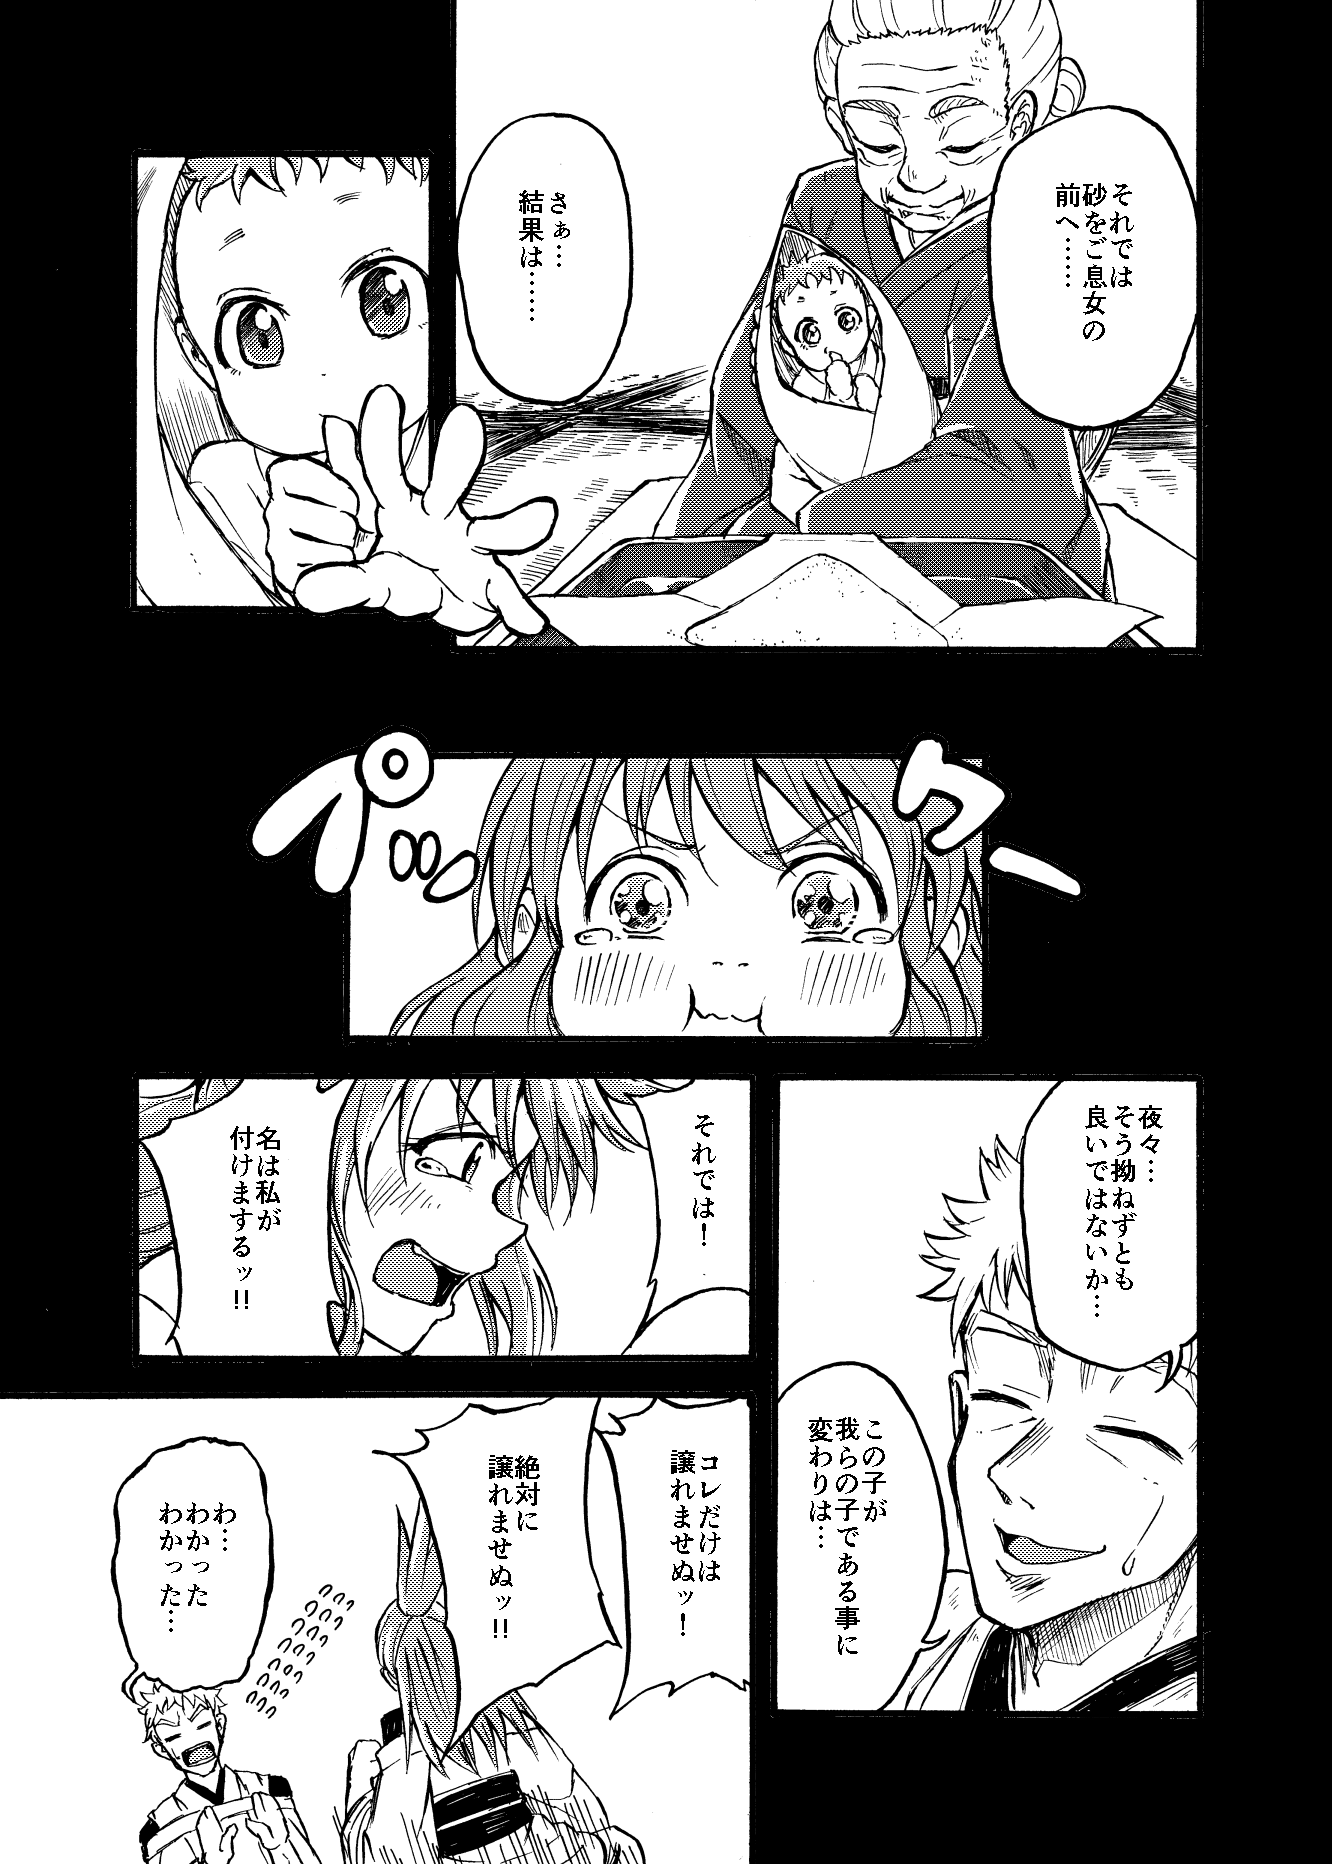 それでは
砂をご息女の
前へ……
さぁ…
結果は……
プクーッ
夜々…
そう拗ねずとも
良いではないか…
この子が
我らの子である事に
変わりは…
それでは！
名は私が
付けまするッ!!
コレだけは
譲れませぬッ！
絶対に
譲れませぬッ!!
わ…
わかった
わかった…